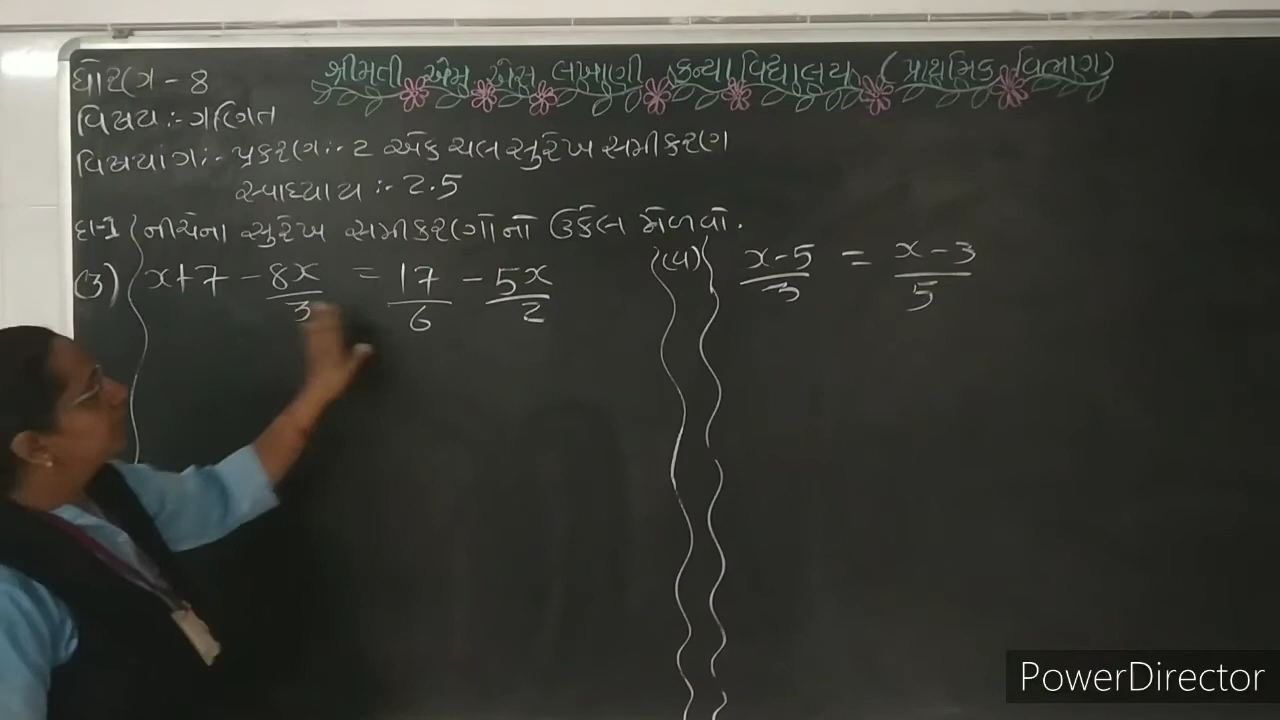 શ્રીમતી એમ એસ લખાણી કન્યા વિદ્યાલય (પ્રાથમિક વિભાગ)
ધોરણ - 8
વિષય :- ગણિત
વિષયાંગ :- પ્રકરણ :- 2 એક ચલ સુરેખ સમીકરણ
સ્વાધ્યાય :- 2.5
દા-1 નીચેના સુરેખ સમીકરણોનો ઉકેલ મેળવો.
(3) x+7 - 8x/3 = 17/6 - 5x/2
(4) x-5/3 = x-3/5
PowerDirector